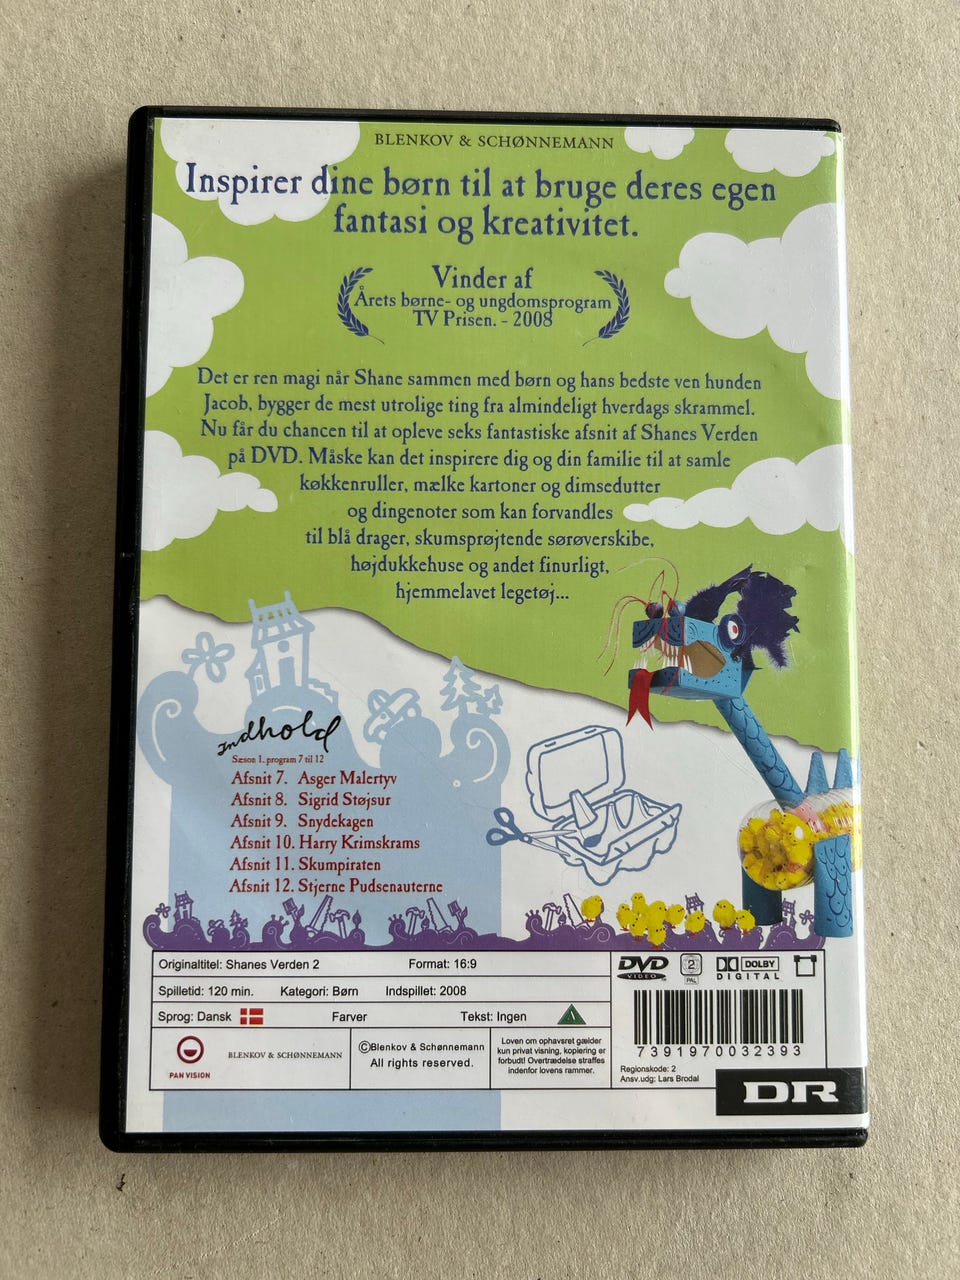 BLENKOV & SCHØNNEMANN
Inspirer dine børn til at bruge deres egen
fantasi og kreativitet.
Vinder af
Årets børne- og ungdomsprogram
TV Prisen. - 2008
Det er ren magi når Shane sammen med børn og hans bedste ven hunden
Jacob, bygger de mest utrolige ting fra almindeligt hverdags skrammel.
Nu får du chancen til at opleve seks fantastiske afsnit af Shanes Verden
på DVD. Måske kan det inspirere dig og din familie til at samle
køkkenruller, mælke kartoner og dimsedutter
og dingenoter som kan forvandles
til blå drager, skumsprøjtende sørøverskibe,
højdukkehuse og andet finurligt,
hjemmelavet legetøj...
Indhold
Sæson 1. program 7 til 12
Afsnit 7. Asger Malertyv
Afsnit 8. Sigrid Støjsur
Afsnit 9. Snydekagen
Afsnit 10. Harry Krimskrams
Afsnit 11. Skumpiraten
Afsnit 12. Stjerne Pudsenauterne
Originaltitel: Shanes Verden 2 Format: 16:9
Spilletid: 120 min. Kategori: Børn Indspillet: 2008
Sprog: Dansk Farver Tekst: Ingen A
PAN VISION
BLENKOV & SCHØNNEMANN
©Blenkov & Schønnemann
All rights reserved.
Loven om ophavsret gælder
kun privat visning, kopiering er
forbudt! Overtrædelse straffes
indenfor lovens rammer.
DVD VIDEO
2 PAL
DOLBY DIGITAL
7391970032393
Regionskode: 2
Ansv.udg: Lars Brodal
DR